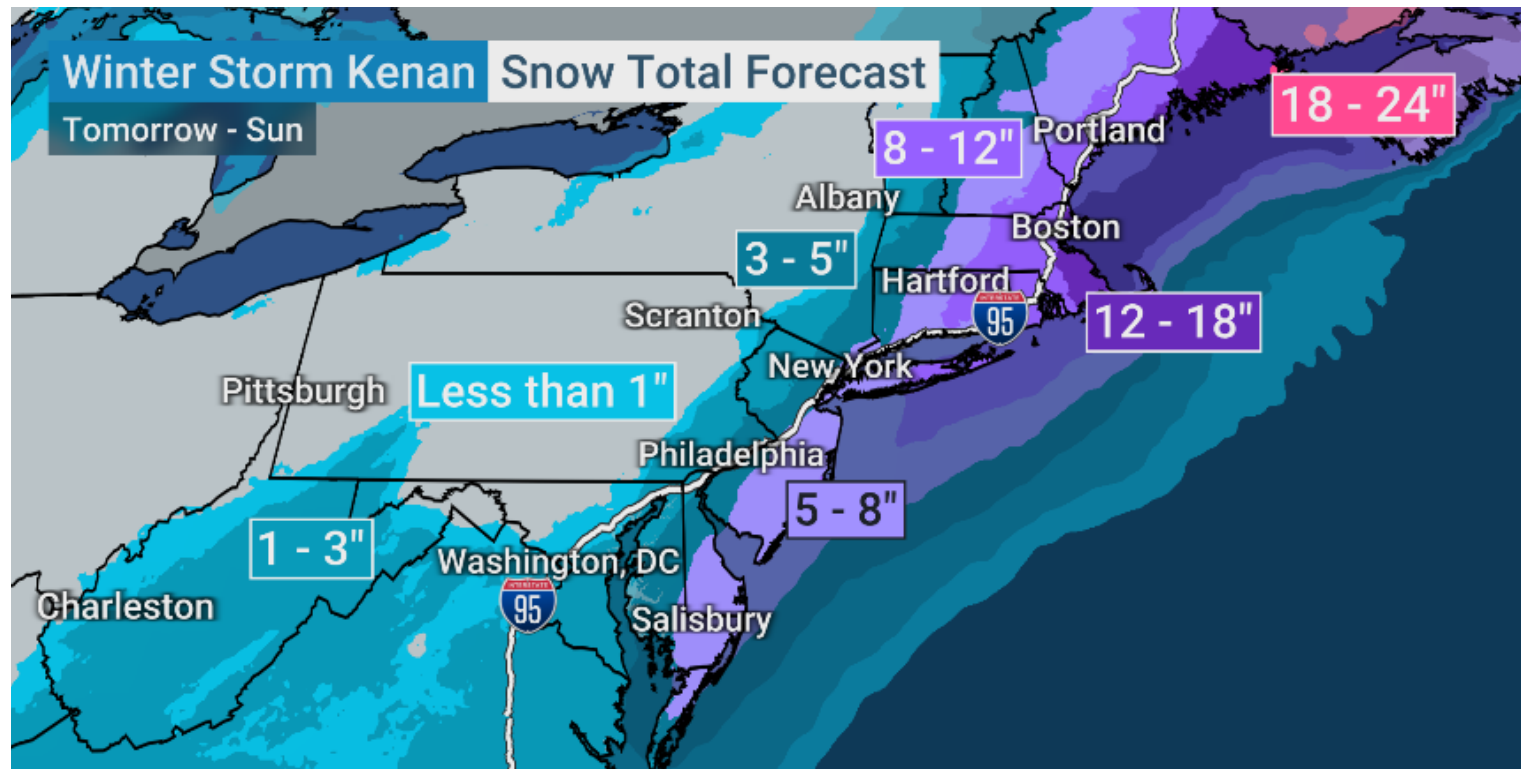 Winter Storm Kenan Snow Total Forecast
Tomorrow - Sun
18 - 24"
Portland
8 - 12"
Albany
Boston
3 - 5"
Hartford
INTERSTATE
95
12 - 18"
Scranton
New York
Pittsburgh
Less than 1"
Philadelphia
5 - 8"
1 - 3"
Washington, DC
INTERSTATE
95
Charleston
Salisbury